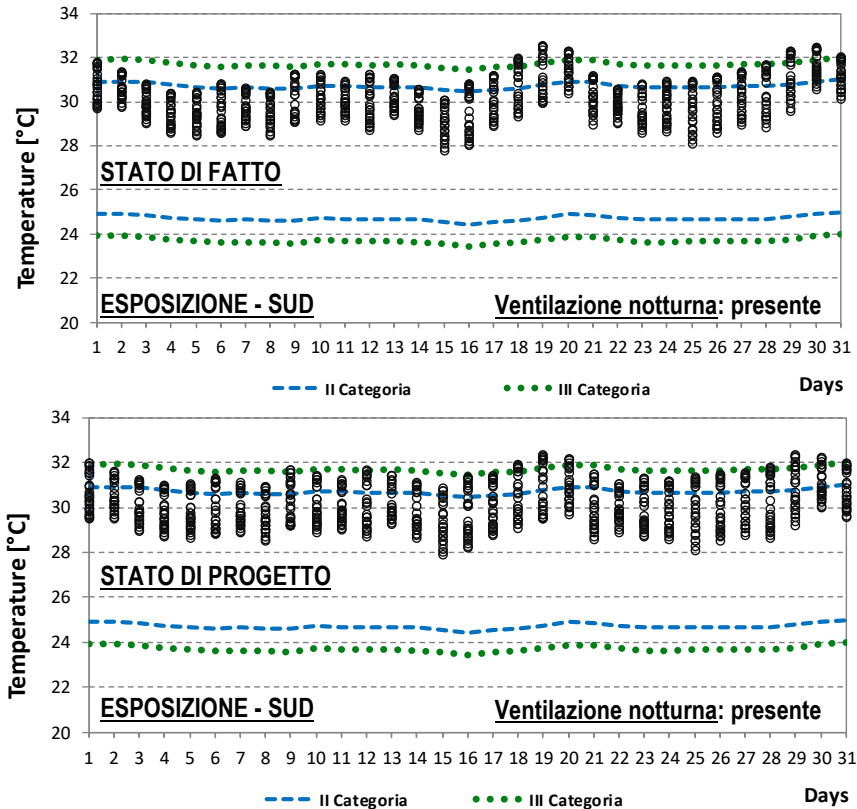 Temperature [°C]
34
32
30
28
26
24
22
20
STATO DI FATTO
ESPOSIZIONE - SUD
Ventilazione notturna: presente
1 2 3 4 5 6 7 8 9 10 11 12 13 14 15 16 17 18 19 20 21 22 23 24 25 26 27 28 29 30 31
II Categoria
III Categoria
Days
Temperature [°C]
34
32
30
28
26
24
22
20
STATO DI PROGETTO
ESPOSIZIONE - SUD
Ventilazione notturna: presente
1 2 3 4 5 6 7 8 9 10 11 12 13 14 15 16 17 18 19 20 21 22 23 24 25 26 27 28 29 30 31
II Categoria
III Categoria
Days